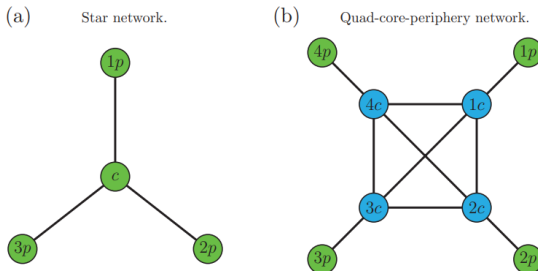 (a) Star network.
1p
c
3p 2p
(b) Quad-core-periphery network.
4p 1p
4c 1c
3c 2c
3p 2p